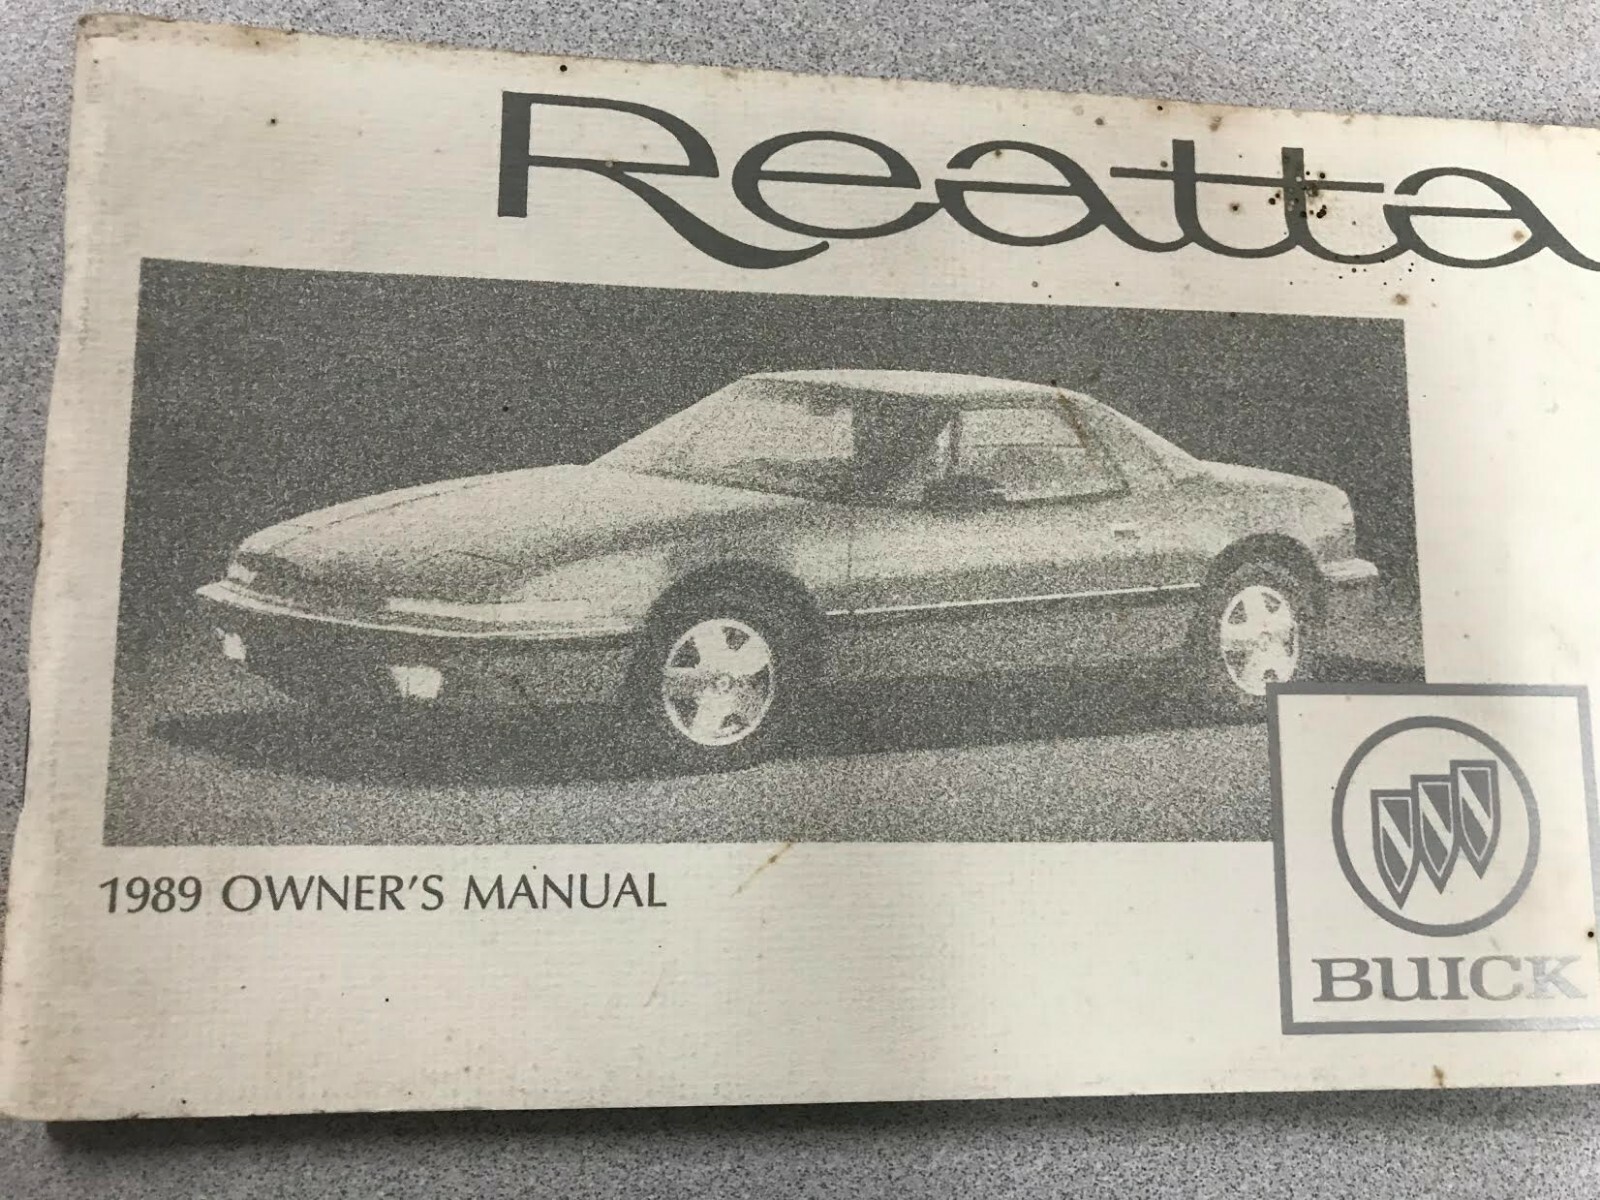 Reatta
1989 OWNER'S MANUAL
BUICK